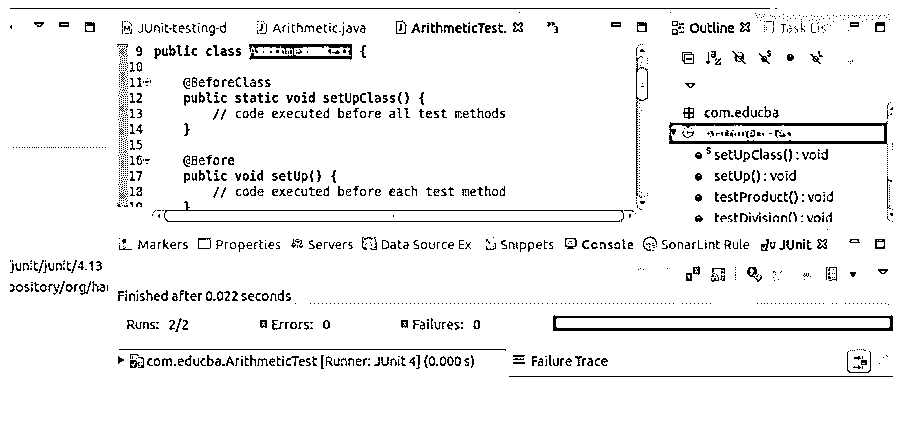 JUnit-testing-d Arithmetic.java ArithmeticTest.
Outline Task Lis
9 public class {
10
11 @BeforeClass
12 public static void setUpClass() {
13 // code executed before all test methods
14 }
15
16 @Before
17 public void setUp() {
18 // code executed before each test method
}
com.educba
S setUpClass() : void
setUp() : void
testProduct() : void
testDivision() : void
Markers Properties Servers Data Source Ex Snippets Console SonarLint Rule JUnit
junit/junit/4.13
pository/org/ha
Finished after 0.022 seconds
Runs: 2/2 Errors: 0 Failures: 0
com.educba.ArithmeticTest [Runner: JUnit 4] (0.000 s)
Failure Trace